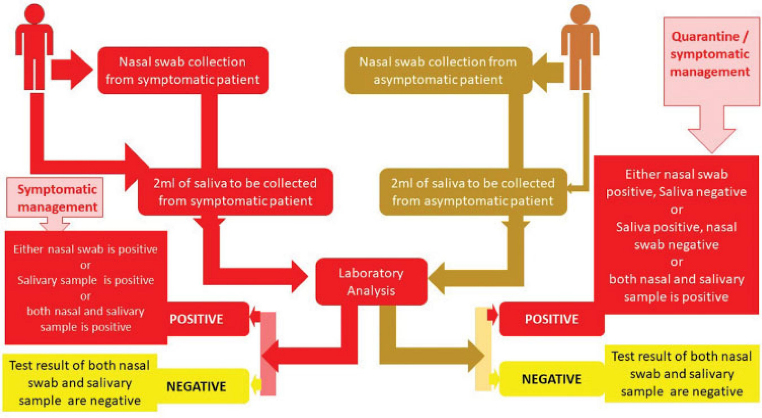 Nasal swab collection
from symptomatic patient
Nasal swab collection from
asymptomatic patient
Quarantine /
symptomatic
management
2ml of saliva to be collected
from symptomatic patient
2ml of saliva to be collected
from asymptomatic patient
Symptomatic
management
Either nasal swab
positive, Saliva negative
or
Saliva positive, nasal
swab negative
or
both nasal and salivary
sample is positive
Either nasal swab is positive
or
Salivary sample is positive
or
both nasal and salivary
sample is positive
Laboratory
Analysis
POSITIVE
POSITIVE
Test result of both nasal
swab and salivary
sample are negative
NEGATIVE
NEGATIVE
Test result of both nasal
swab and salivary
sample are negative